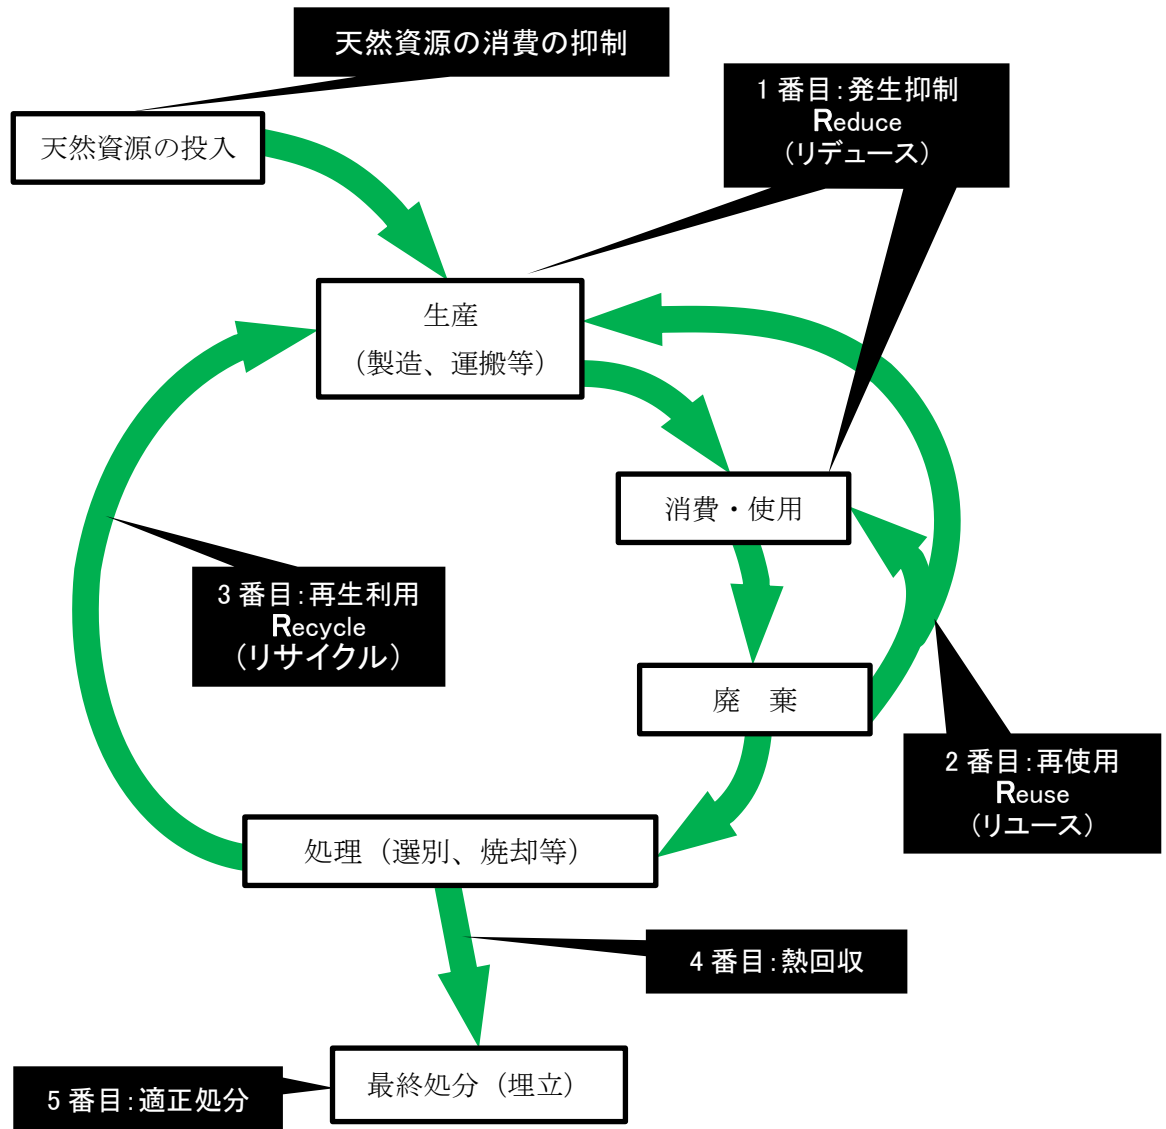 天然資源の消費の抑制
1番目：発生抑制
Reduce
（リデュース）
天然資源の投入
生産
（製造、運搬等）
消費・使用
3番目：再生利用
Recycle
（リサイクル）
廃　棄
2番目：再使用
Reuse
（リユース）
処理（選別、焼却等）
4番目：熱回収
最終処分（埋立）
5番目：適正処分